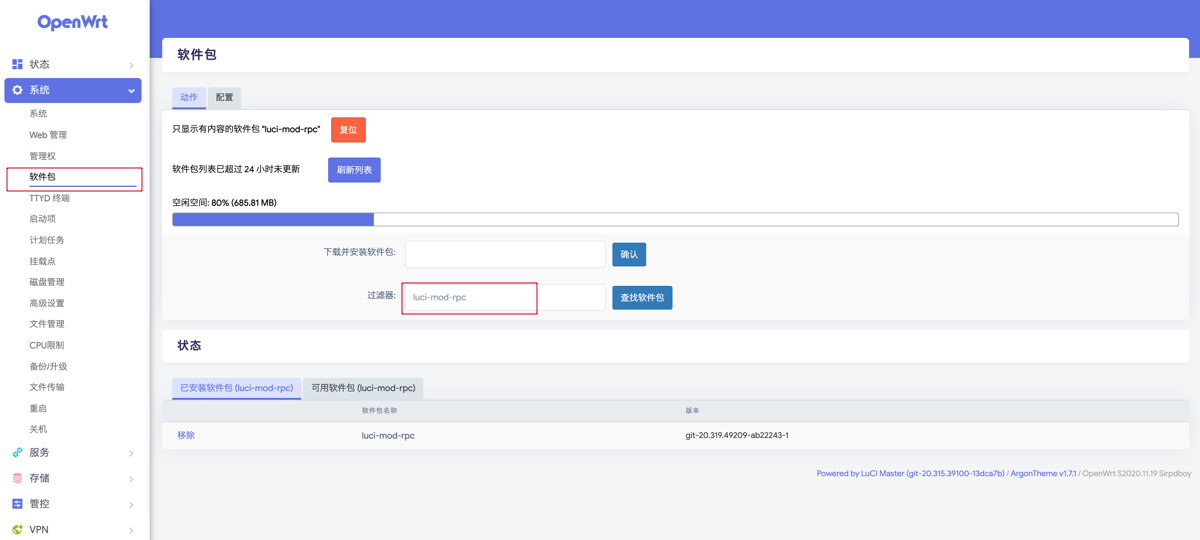 OpenWrt
状态
系统
系统
Web 管理
管理权
软件包
TTYD 终端
启动项
计划任务
挂载点
磁盘管理
高级设置
文件管理
CPU限制
备份/升级
文件传输
重启
关机
服务
存储
管控
VPN
软件包
动作 配置
只显示有内容的软件包 "luci-mod-rpc" 复位
软件包列表已超过 24 小时未更新 刷新列表
空闲空间: 80% (685.81 MB)
下载并安装软件包: 确认
过滤器: luci-mod-rpc 查找软件包
状态
已安装软件包 (luci-mod-rpc) 可用软件包 (luci-mod-rpc)
软件包名称 版本
移除 luci-mod-rpc git-20.319.49209-ab22243-1
Powered by LuCI Master (git-20.315.39100-13dca7b) / ArgonTheme v1.7.1 / OpenWrt S2020.11.19 Sirpdboy